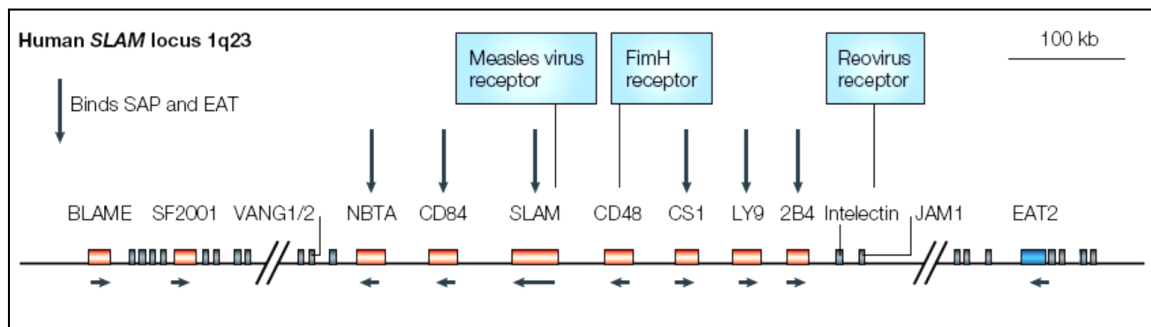 Human SLAM locus 1q23
Measles virus
receptor
FimH
receptor
Reovirus
receptor
100 kb
Binds SAP and EAT
BLAME SF2001 VANG1/2 NBTA CD84 SLAM CD48 CS1 LY9 2B4 Intelectin JAM1 EAT2